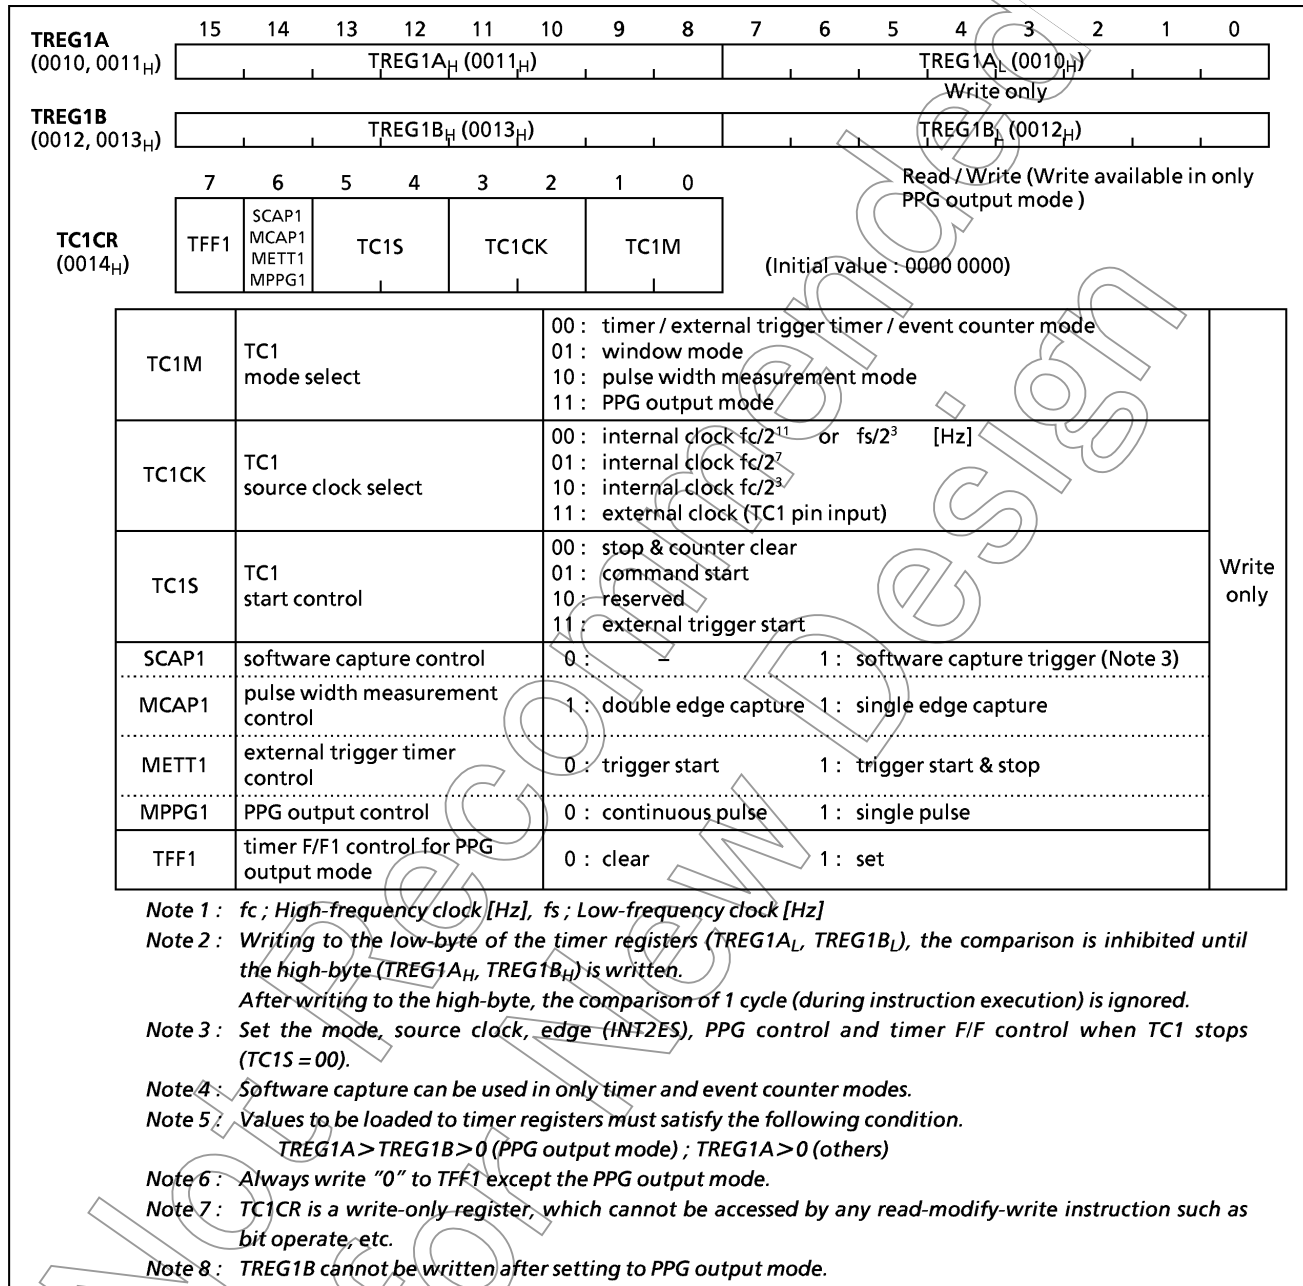 TREG1A
(0010, 0011H)
15 14 13 12 11 10 9 8 7 6 5 4 3 2 1 0
TREG1AH (0011H) TREG1AL (0010H)
Write only
TREG1B
(0012, 0013H)
TREG1BH (0013H) TREG1BL (0012H)
Read / Write (Write available in only
PPG output mode )
7 6 5 4 3 2 1 0
TC1CR
(0014H)
TFF1
SCAP1
MCAP1
METT1
MPPG1
TC1S TC1CK TC1M
(Initial value : 0000 0000)
TC1M
TC1
mode select
00 : timer / external trigger timer / event counter mode
01 : window mode
10 : pulse width measurement mode
11 : PPG output mode
TC1CK
TC1
source clock select
00 : internal clock fc/2¹¹ or fs/2³ [Hz]
01 : internal clock fc/2⁷
10 : internal clock fc/2³
11 : external clock (TC1 pin input)
TC1S
TC1
start control
00 : stop & counter clear
01 : command start
10 : reserved
11 : external trigger start
Write
only
SCAP1 software capture control 0 : – 1 : software capture trigger (Note 3)
MCAP1
pulse width measurement
control
1 : double edge capture 1 : single edge capture
METT1
external trigger timer
control
0 : trigger start 1 : trigger start & stop
MPPG1 PPG output control 0 : continuous pulse 1 : single pulse
TFF1
timer F/F1 control for PPG
output mode
0 : clear 1 : set
Note 1 : fc ; High-frequency clock [Hz], fs ; Low-frequency clock [Hz]
Note 2 : Writing to the low-byte of the timer registers (TREG1AL, TREG1BL), the comparison is inhibited until
the high-byte (TREG1AH, TREG1BH) is written.
After writing to the high-byte, the comparison of 1 cycle (during instruction execution) is ignored.
Note 3 : Set the mode, source clock, edge (INT2ES), PPG control and timer F/F control when TC1 stops
(TC1S = 00).
Note 4 : Software capture can be used in only timer and event counter modes.
Note 5 : Values to be loaded to timer registers must satisfy the following condition.
TREG1A > TREG1B > 0 (PPG output mode) ; TREG1A > 0 (others)
Note 6 : Always write "0" to TFF1 except the PPG output mode.
Note 7 : TC1CR is a write-only register, which cannot be accessed by any read-modify-write instruction such as
bit operate, etc.
Note 8 : TREG1B cannot be written after setting to PPG output mode.
Not Recommended
for New Design